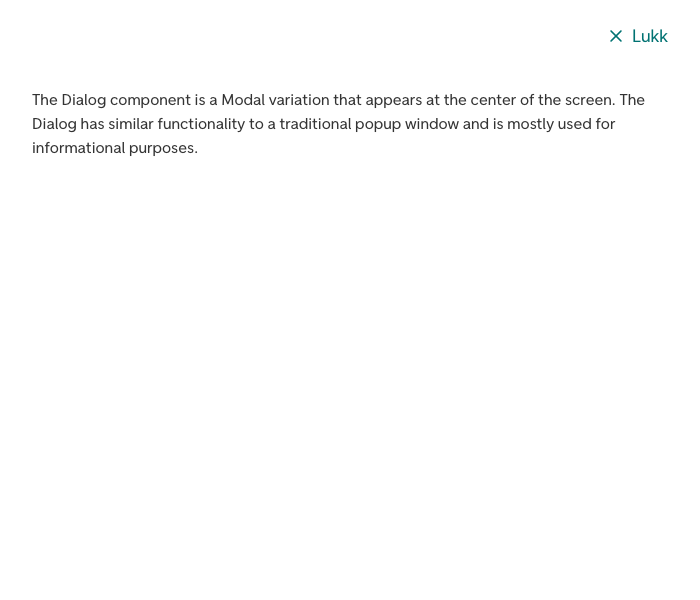 Lukk
The Dialog component is a Modal variation that appears at the center of the screen. The
Dialog has similar functionality to a traditional popup window and is mostly used for
informational purposes.